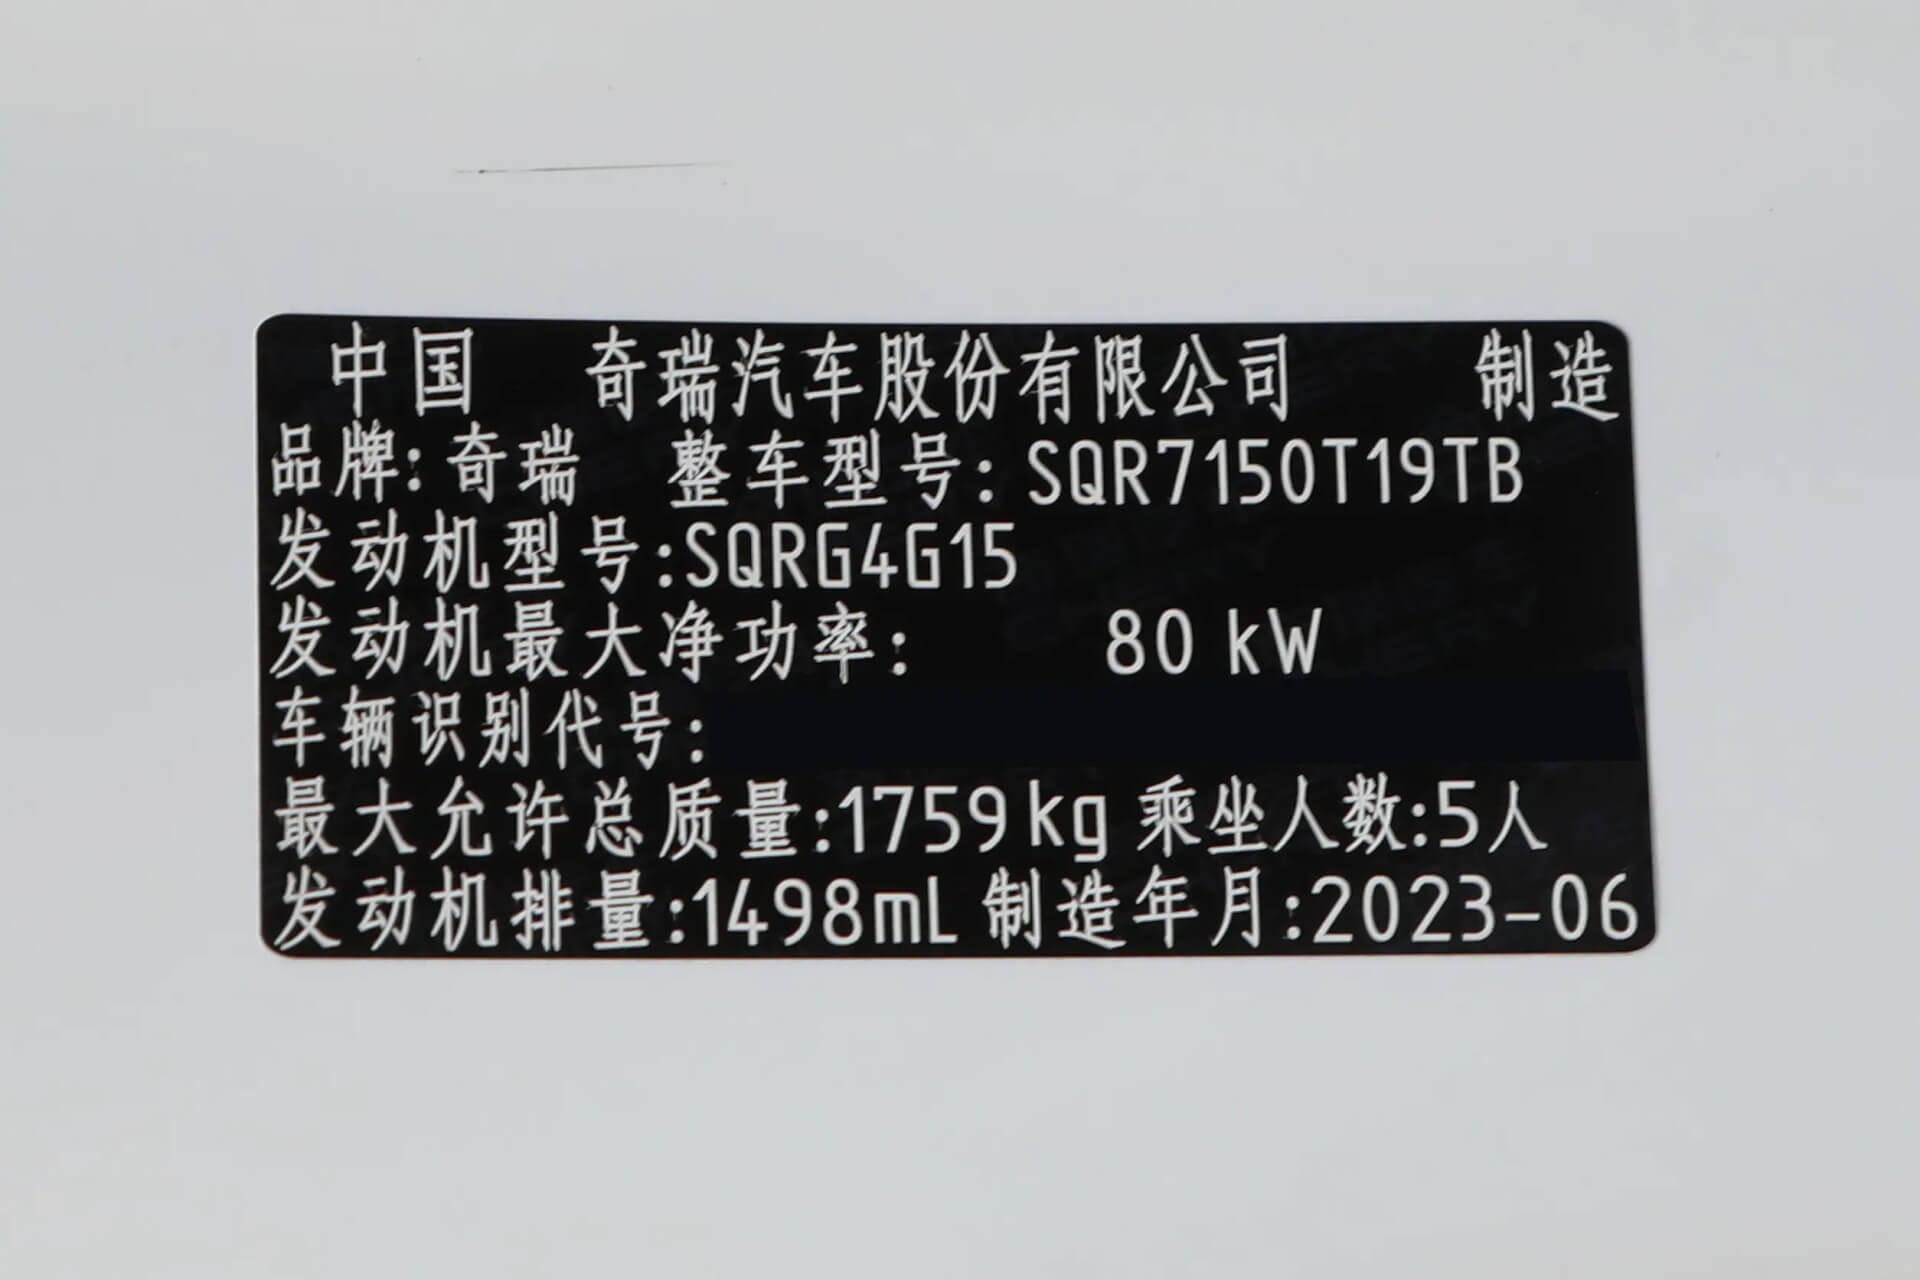 中国 奇瑞汽车股份有限公司 制造
品牌:奇瑞 整车型号:SQR7150T19TB
发动机型号:SQRG4G15
发动机最大净功率: 80 kW
车辆识别代号:
最大允许总质量:1759kg 乘坐人数:5人
发动机排量:1498mL 制造年月:2023-06